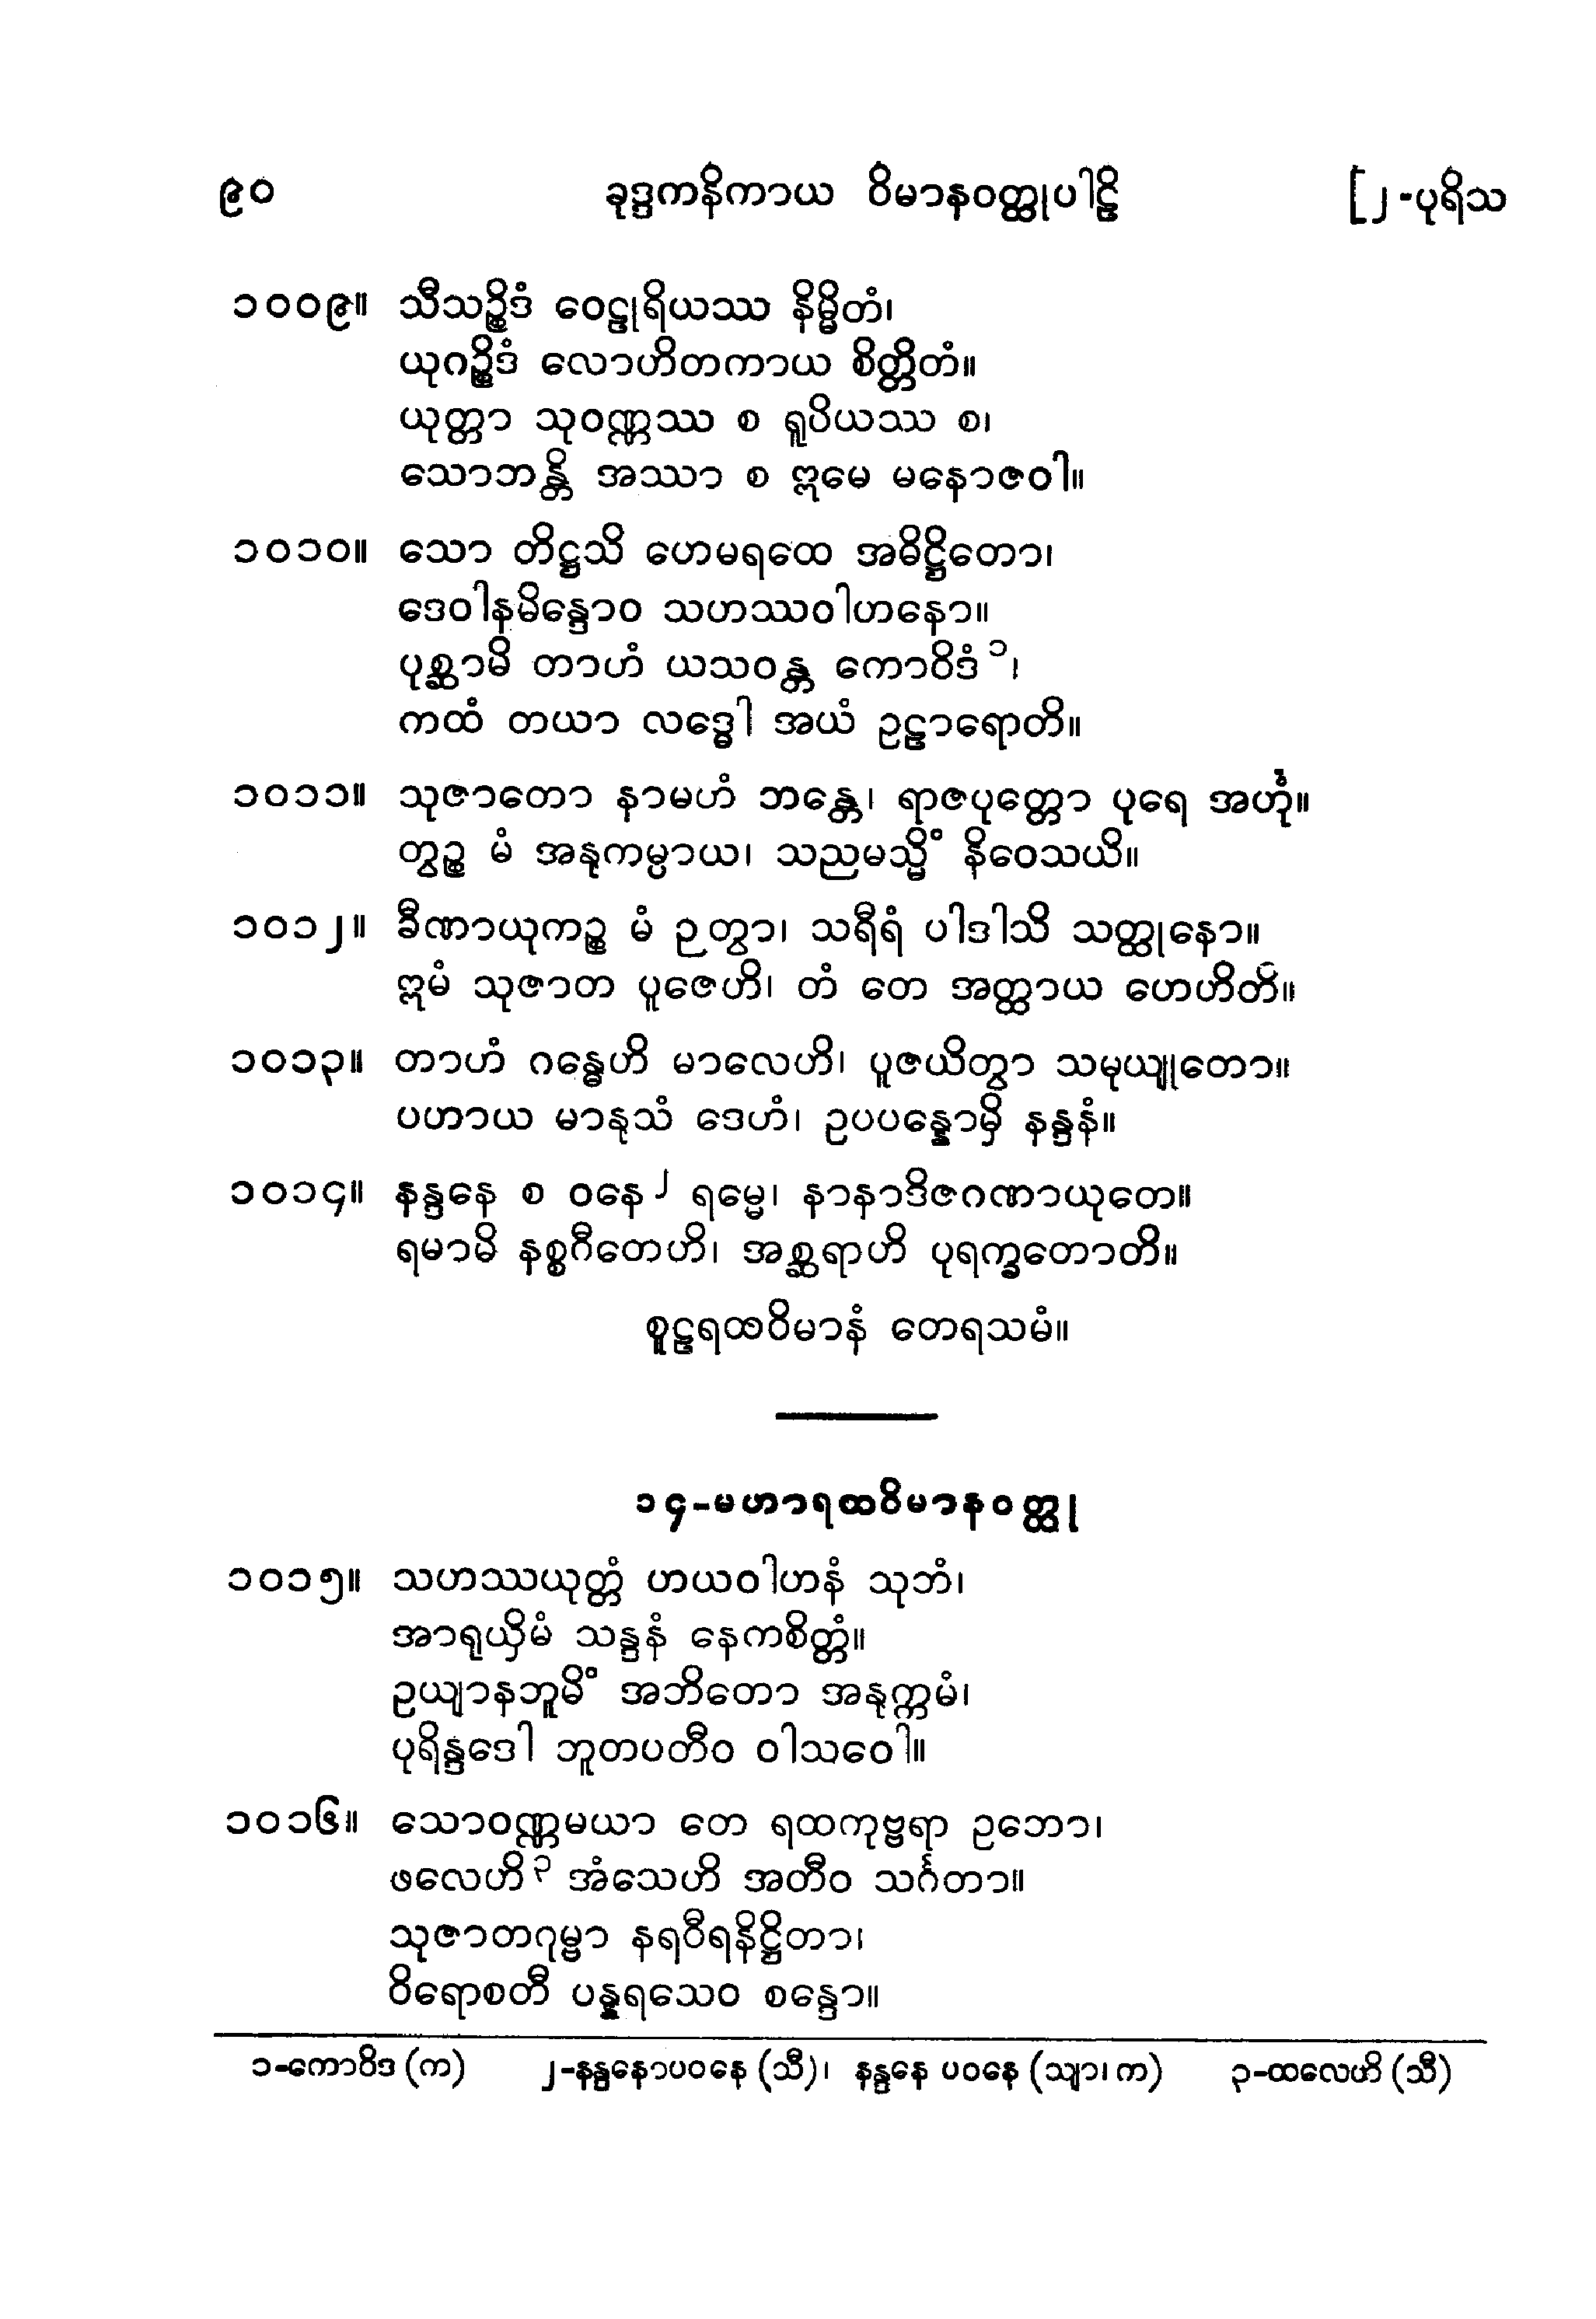 ၉၀ ခုဒ္ဒကနိကာယ ဝိမာနဝတ္ထုပါဠိ [၂-ပုရိသ
၁၀၀၉။ သီသဉ္စိဒံ ဝေဠုရိယဿ နိမ္မိတံ၊
ယုဂဉ္စိဒံ လောဟိတကာယ စိတ္တိတံ။
ယုတ္တာ သုဝဏ္ဏဿ စ ရူပိယဿ စ၊
သောဘန္တိ အဿာ စ ဣမေ မနောဇဝါ။
၁၀၁၀။ သော တိဋ္ဌသိ ဟေမရထေ အဓိဋ္ဌိတော၊
ဒေဝါနမိန္ဒောဝ သဟဿဝါဟနော။
ပုစ္ဆာမိ တာဟံ ယသဝန္တ ကောဝိဒံ ၁၊
ကထံ တယာ လဒ္ဓေါ အယံ ဥဠာရောတိ။
၁၀၁၁။ သုဇာတော နာမဟံ ဘန္တေ၊ ရာဇပုတ္တော ပုရေ အဟုံ။
တွဉ္စ မံ အနုကမ္ပာယ၊ သညမသ္မိံ နိဝေသယိ။
၁၀၁၂။ ခီဏာယုကဉ္စ မံ ဉတွာ၊ သရီရံ ပါဒါသိ သတ္ထုနော။
ဣမံ သုဇာတ ပူဇေဟိ၊ တံ တေ အတ္ထာယ ဟေဟိတိ။
၁၀၁၃။ တာဟံ ဂန္ဓေဟိ မာလေဟိ၊ ပူဇယိတွာ သမုယျုတော။
ပဟာယ မာနုသံ ဒေဟံ၊ ဥပပန္နောမှိ နန္ဒနံ။
၁၀၁၄။ နန္ဒနေ စ ဝနေ ၂ ရမ္မေ၊ နာနာဒိဇဂဏာယုတေ။
ရမာမိ နစ္စဂီတေဟိ၊ အစ္ဆရာဟိ ပုရက္ခတောတိ။
စူဠရထဝိမာနံ တေရသမံ။
၁၄-မဟာရထဝိမာနဝတ္ထု
၁၀၁၅။ သဟဿယုတ္တံ ဟယဝါဟနံ သုဘံ၊
အာရုယှိမံ သန္ဒနံ နေကစိတ္တံ။
ဥယျာနဘူမိံ အဘိတော အနုက္ကမံ၊
ပုရိန္ဒဒေါ ဘူတပတီဝ ဝါသဝေါ။
၁၀၁၆။ သောဝဏ္ဏမယာ တေ ရထကုဗ္ဗရာ ဥဘော၊
ဖလေဟိ ၃ အံသေဟိ အတီဝ သင်္ဂတာ။
သုဇာတဂုမ္ဗာ နရဝီရနိဋ္ဌိတာ၊
ဝိရောစတီ ပန္နရသေဝ စန္ဒော။
၁-ကောဝိဒ (က) ၂-နန္ဒနောပဝနေ (သီ)၊ နန္ဒနေ ပဝနေ (သျာ၊ က) ၃-ထလေဟိ (သီ)